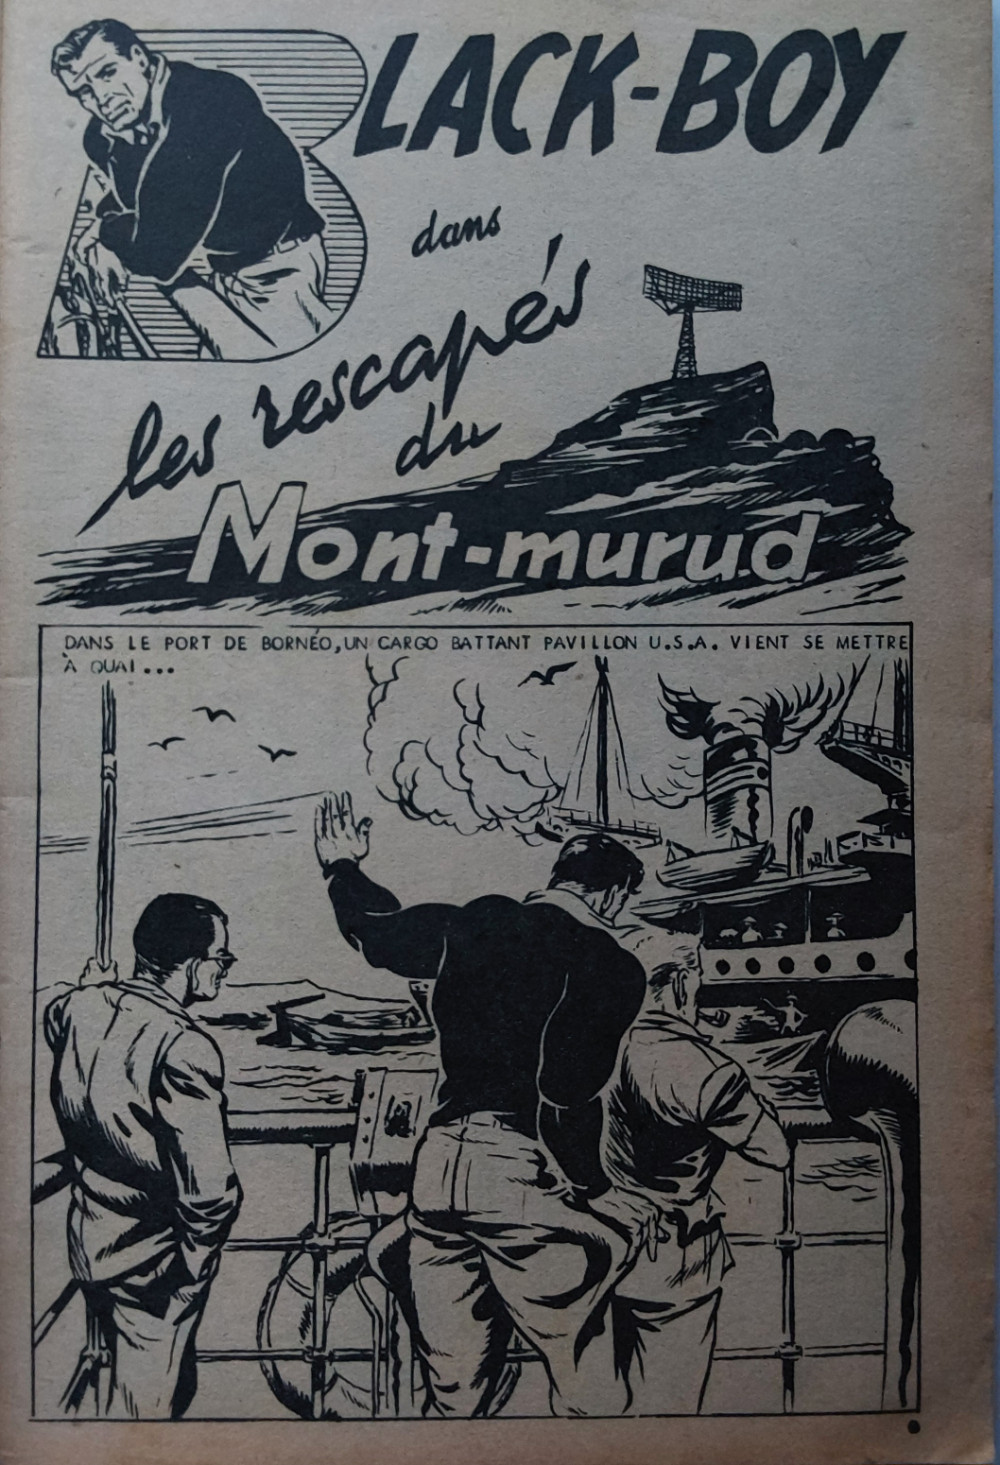 BLACK-BOY
dans
les rescapés
du
Mont-murud
DANS LE PORT DE BORNÉO, UN CARGO BATTANT PAVILLON U.S.A. VIENT SE METTRE
À QUAI...